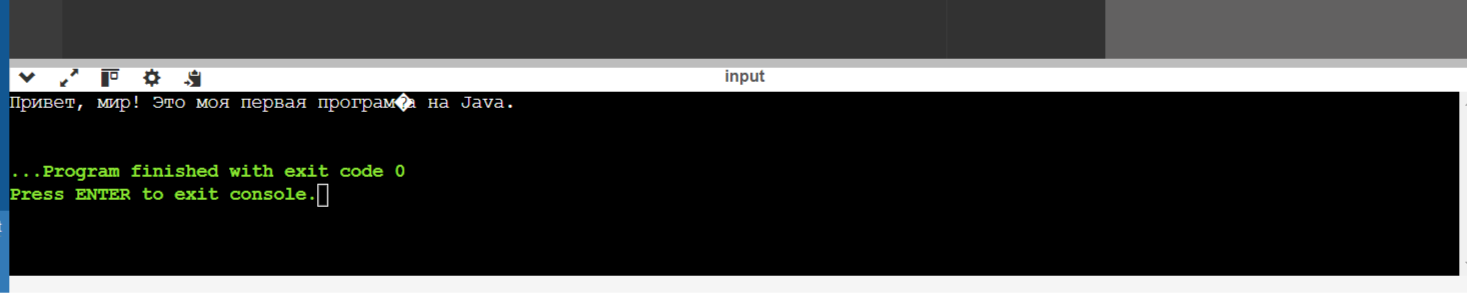 input
Привет, мир! Это моя первая програм�а на Java.
...Program finished with exit code 0
Press ENTER to exit console.